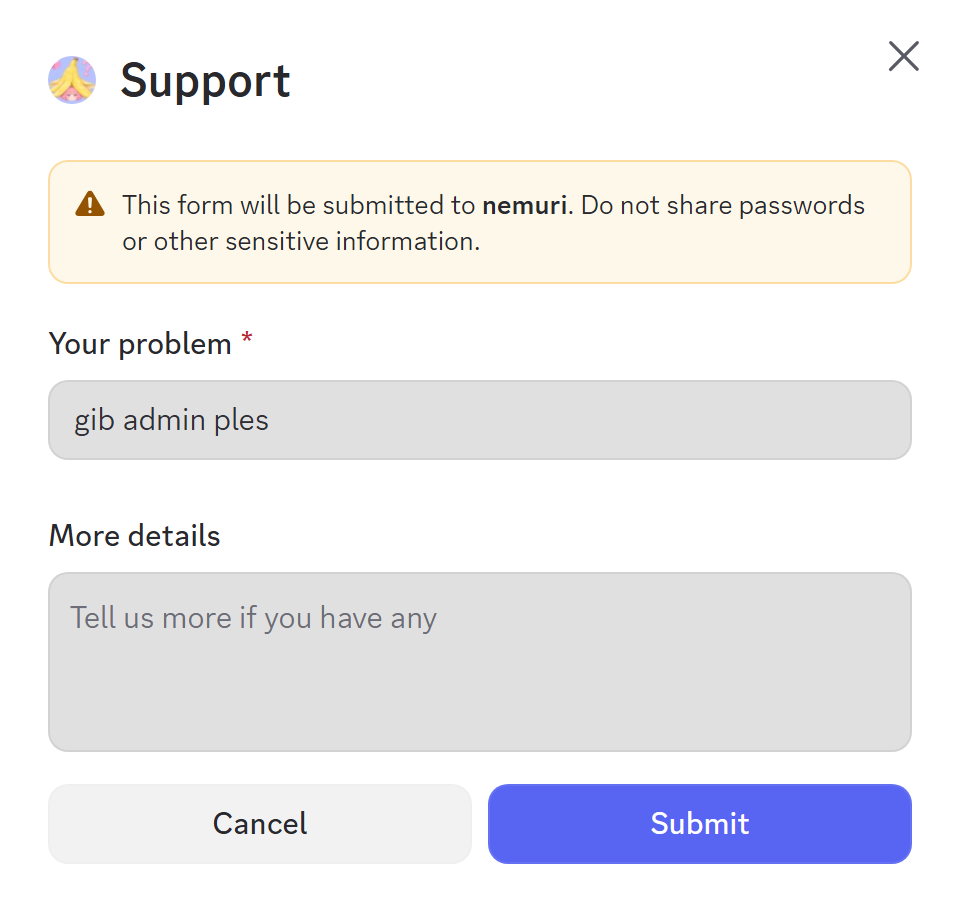 Support
This form will be submitted to nemuri. Do not share passwords
or other sensitive information.
Your problem *
gib admin ples
More details
Tell us more if you have any
Cancel
Submit